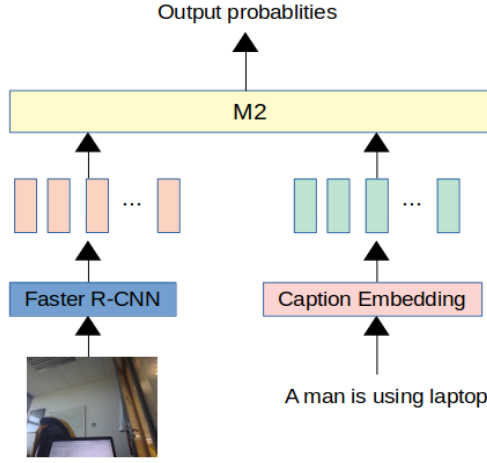 Output probablities
M2
...
...
Faster R-CNN
Caption Embedding
A man is using laptop